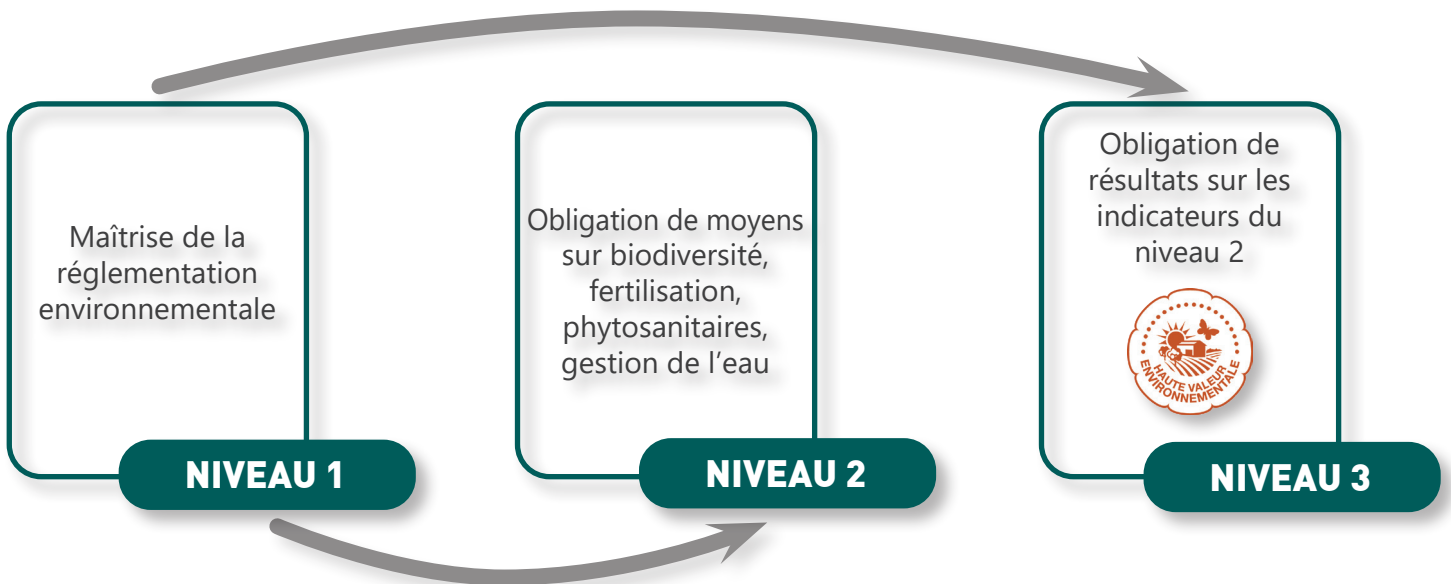 Maîtrise de la
réglementation
environnementale
NIVEAU 1
Obligation de moyens
sur biodiversité,
fertilisation,
phytosanitaires,
gestion de l’eau
NIVEAU 2
Obligation de
résultats sur les
indicateurs du
niveau 2
HAUTE VALEUR
ENVIRONNEMENTALE
NIVEAU 3